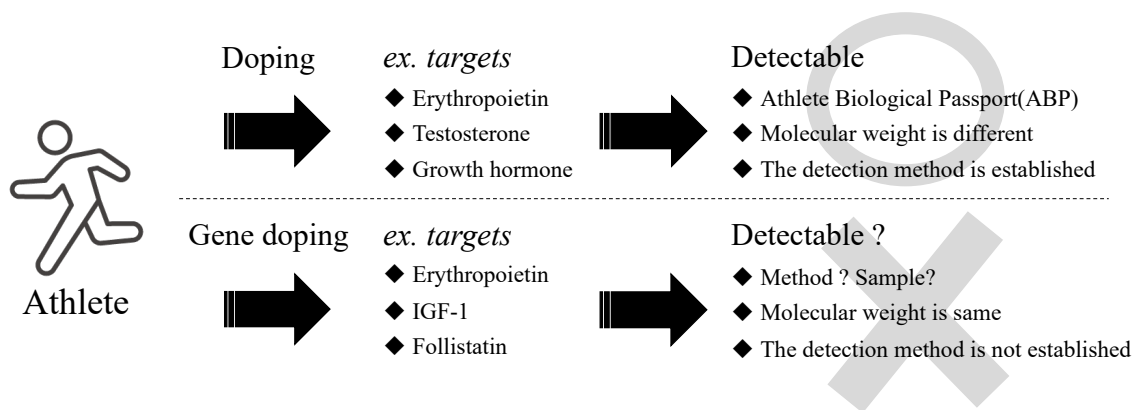 Doping
ex. targets
◆ Erythropoietin
◆ Testosterone
◆ Growth hormone
Detectable
◆ Athlete Biological Passport(ABP)
◆ Molecular weight is different
◆ The detection method is established
Athlete
Gene doping
ex. targets
◆ Erythropoietin
◆ IGF-1
◆ Follistatin
Detectable ?
◆ Method ? Sample?
◆ Molecular weight is same
◆ The detection method is not established